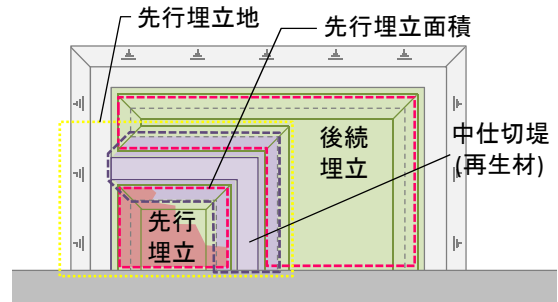 先行埋立地
先行埋立面積
後続
埋立
中仕切堤
(再生材)
先行
埋立